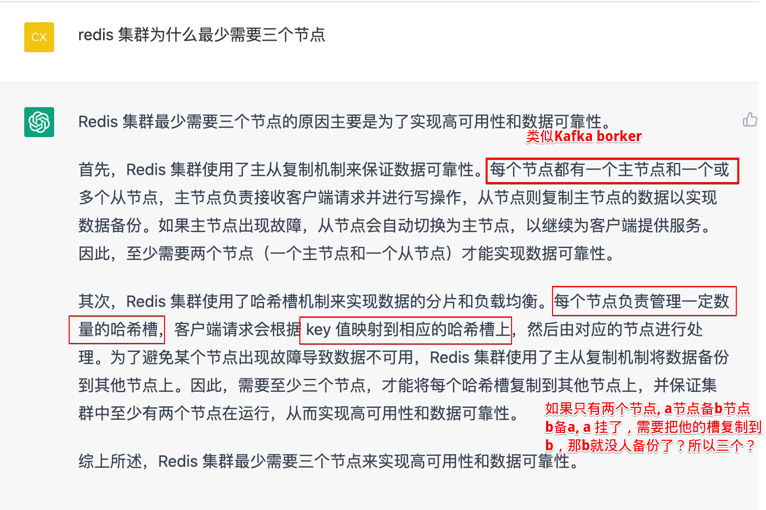 CX
redis 集群为什么最少需要三个节点
Redis 集群最少需要三个节点的原因主要是为了实现高可用性和数据可靠性。
类似Kafka borker
首先，Redis 集群使用了主从复制机制来保证数据可靠性。每个节点都有一个主节点和一个或
多个从节点，主节点负责接收客户端请求并进行写操作，从节点则复制主节点的数据以实现
数据备份。如果主节点出现故障，从节点会自动切换为主节点，以继续为客户端提供服务。
因此，至少需要两个节点（一个主节点和一个从节点）才能实现数据可靠性。
其次，Redis 集群使用了哈希槽机制来实现数据的分片和负载均衡。每个节点负责管理一定数
量的哈希槽，客户端请求会根据 key 值映射到相应的哈希槽上，然后由对应的节点进行处
理。为了避免某个节点出现故障导致数据不可用，Redis 集群使用了主从复制机制将数据备份
到其他节点上。因此，需要至少三个节点，才能将每个哈希槽复制到其他节点上，并保证集
群中至少有两个节点在运行，从而实现高可用性和数据可靠性。
如果只有两个节点, a节点备b节点
b备a, a 挂了，需要把他的槽复制到
b，那b就没人备份了？所以三个？
综上所述，Redis 集群最少需要三个节点来实现高可用性和数据可靠性。